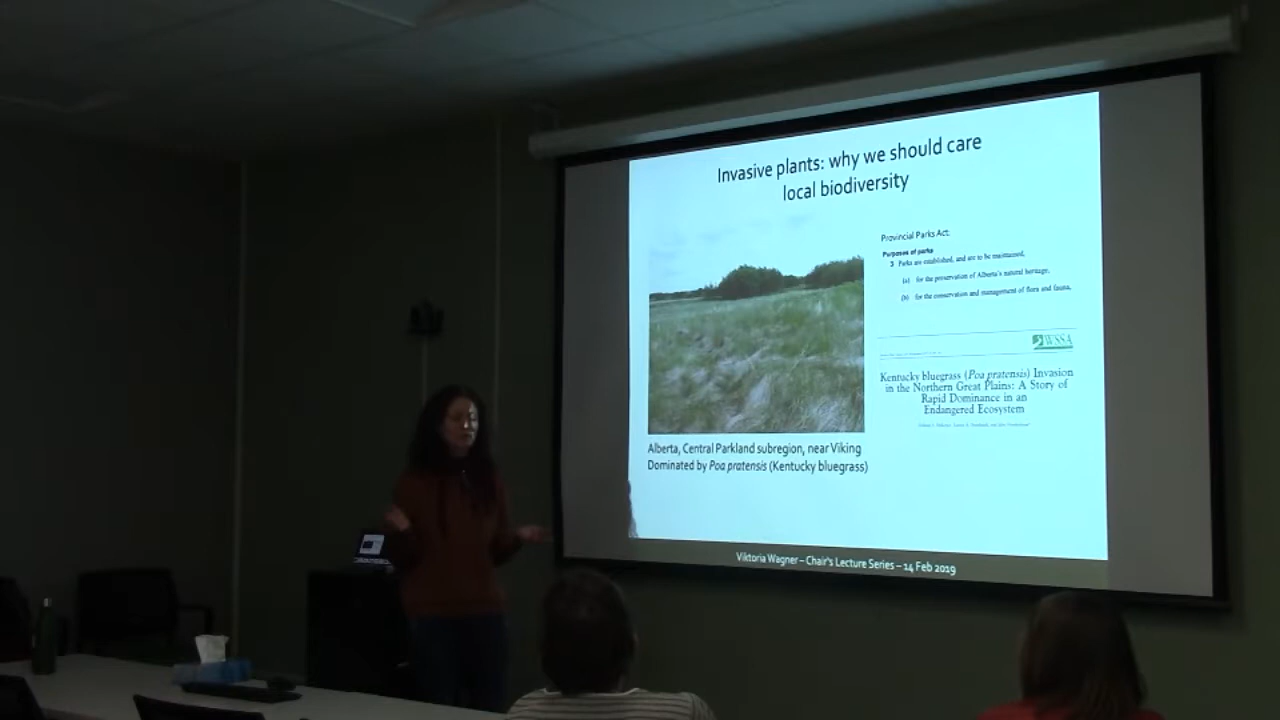 Invasive plants: why we should care
local biodiversity
Provincial Parks Act:
Purposes of parks
3 Parks are established, and are to be maintained,
(a) for the preservation of Alberta's natural heritage,
(b) for the conservation and management of flora and fauna,
WSSA
Kentucky bluegrass (Poa pratensis) Invasion
in the Northern Great Plains: A Story of
Rapid Dominance in an
Endangered Ecosystem
Alberta, Central Parkland subregion, near Viking
Dominated by Poa pratensis (Kentucky bluegrass)
Viktoria Wagner – Chair's Lecture Series – 14 Feb 2019